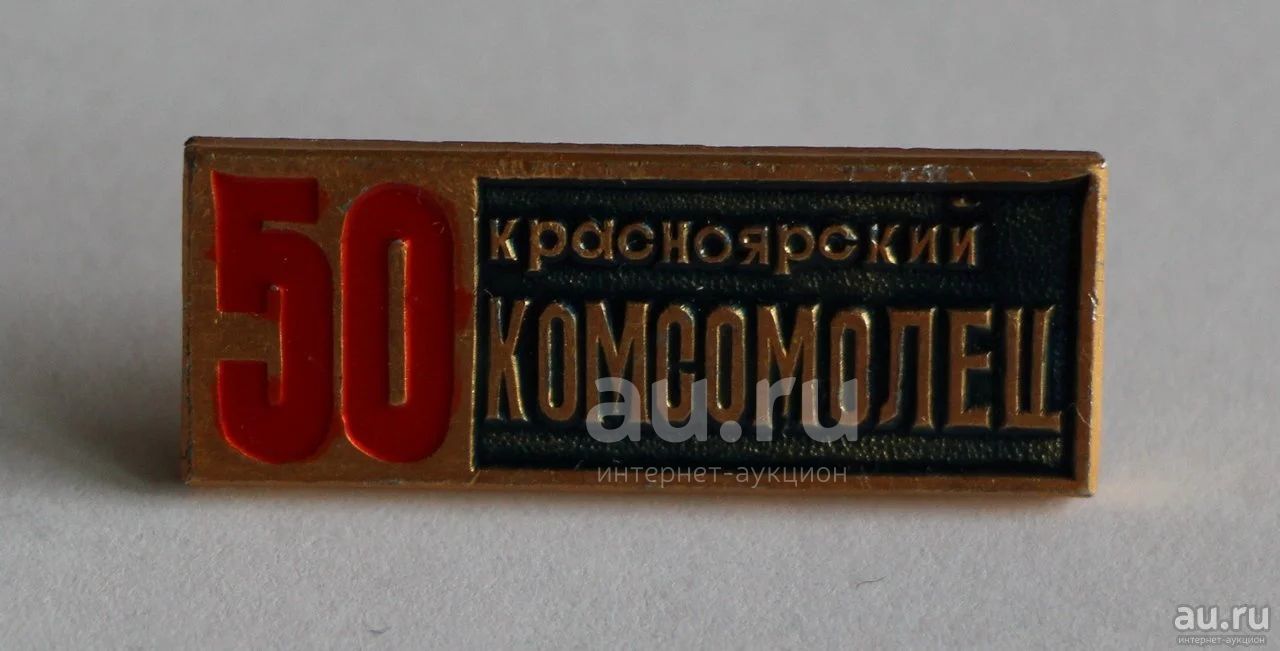 50
красноярский
КОМСОМОЛЕЦ
au.ru
интернет-аукцион
au.ru
интернет-аукцион